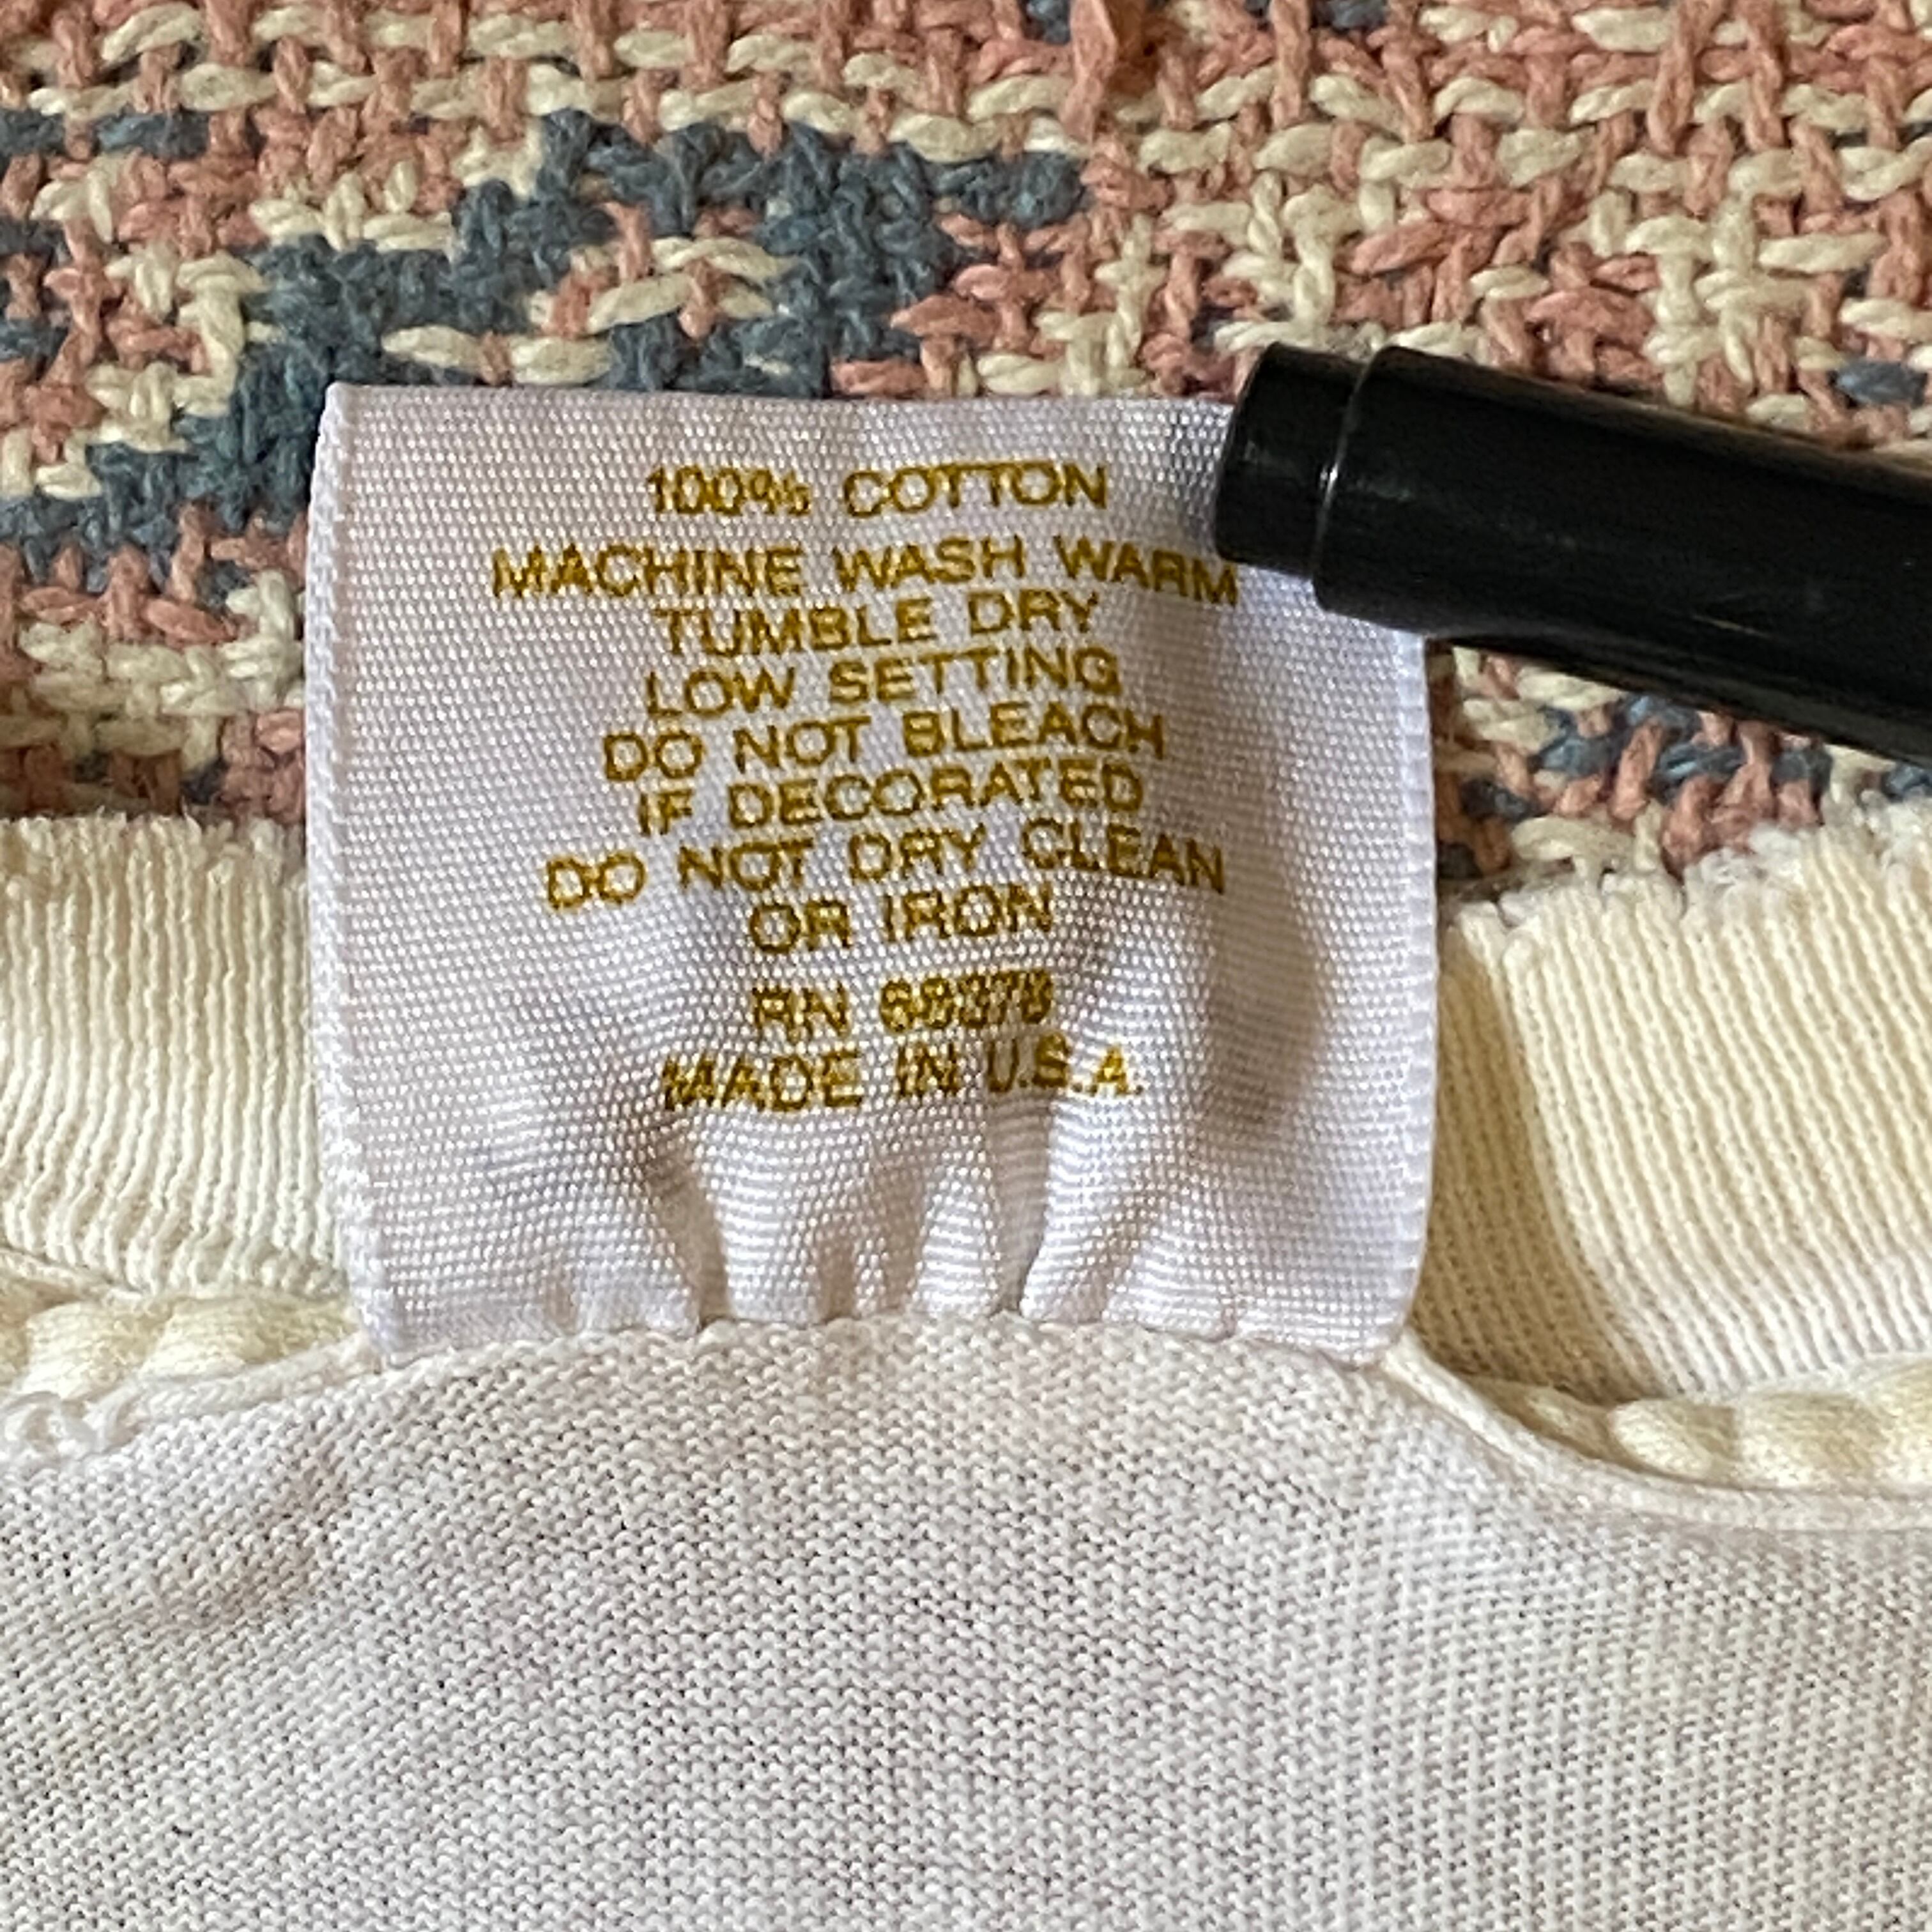 100% COTTON
MACHINE WASH WARM
TUMBLE DRY
LOW SETTING
DO NOT BLEACH
IF DECORATED
DO NOT DRY CLEAN
OR IRON
RN
MADE IN U.S.A.